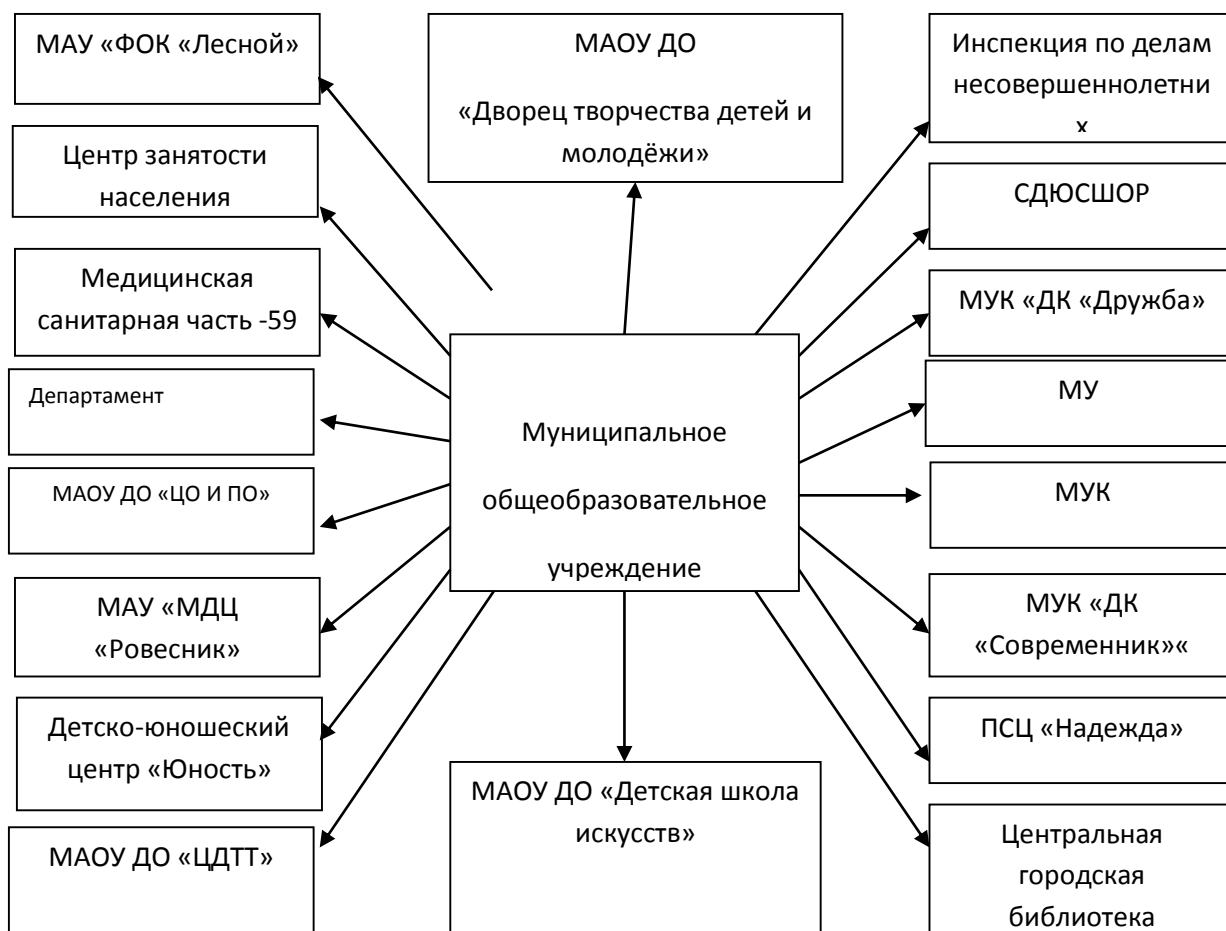 МАУ «ФОК «Лесной»
Центр занятости
населения
Медицинская
санитарная часть -59
Департамент
МАОУ ДО «ЦО И ПО»
МАУ «МДЦ
«Ровесник»
Детско-юношеский
центр «Юность»
МАОУ ДО «ЦДТТ»
МАОУ ДО
«Дворец творчества детей и
молодёжи»
Муниципальное
общеобразовательное
учреждение
МАОУ ДО «Детская школа
искусств»
Инспекция по делам
несовершеннолетни
х
СДЮСШОР
МУК «ДК «Дружба»
МУ
МУК
МУК «ДК
«Современник»«
ПСЦ «Надежда»
Центральная
городская
библиотека